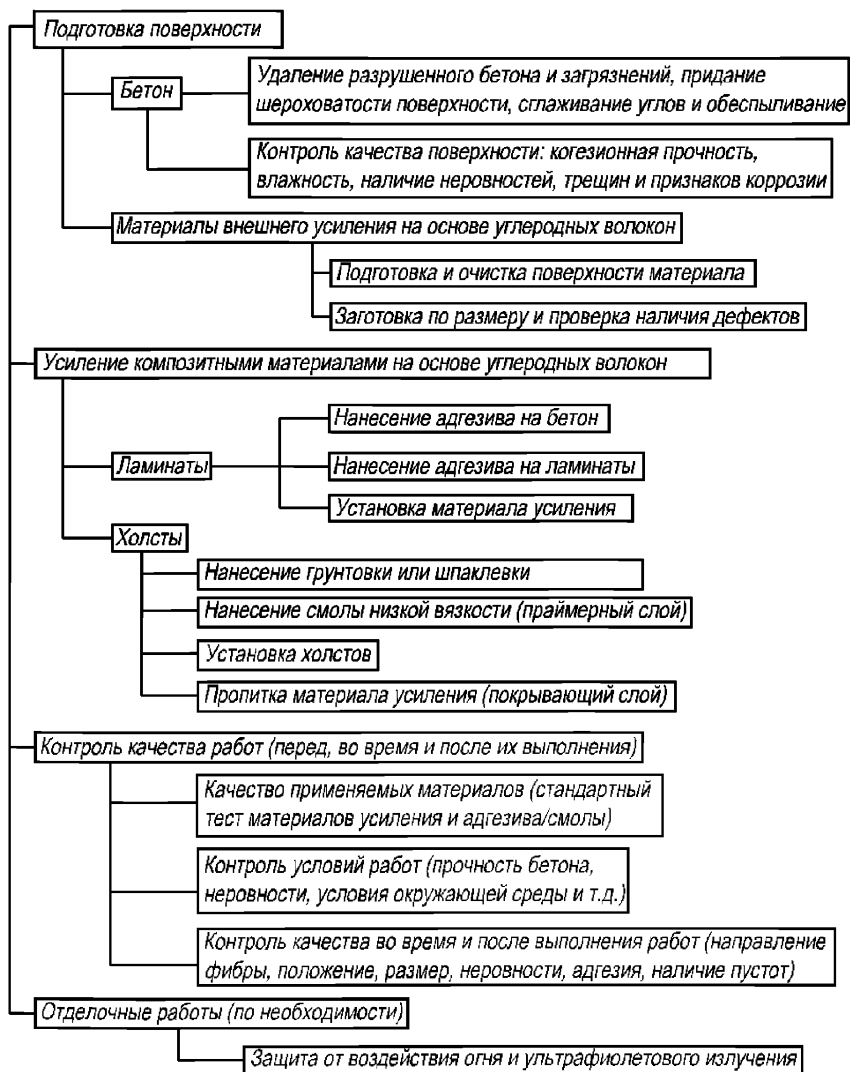 Подготовка поверхности
Бетон
Удаление разрушенного бетона и загрязнений, придание
шероховатости поверхности, сглаживание углов и обеспыливание
Контроль качества поверхности: когезионная прочность,
влажность, наличие неровностей, трещин и признаков коррозии
Материалы внешнего усиления на основе углеродных волокон
Подготовка и очистка поверхности материала
Заготовка по размеру и проверка наличия дефектов
Усиление композитными материалами на основе углеродных волокон
Нанесение адгезива на бетон
Ламинаты
Нанесение адгезива на ламинаты
Установка материала усиления
Холсты
Нанесение грунтовки или шпаклевки
Нанесение смолы низкой вязкости (праймерный слой)
Установка холстов
Пропитка материала усиления (покрывающий слой)
Контроль качества работ (перед, во время и после их выполнения)
Качество применяемых материалов (стандартный
тест материалов усиления и адгезива/смолы)
Контроль условий работ (прочность бетона,
неровности, условия окружающей среды и т.д.)
Контроль качества во время и после выполнения работ (направление
фибры, положение, размер, неровности, адгезия, наличие пустот)
Отделочные работы (по необходимости)
Защита от воздействия огня и ультрафиолетового излучения